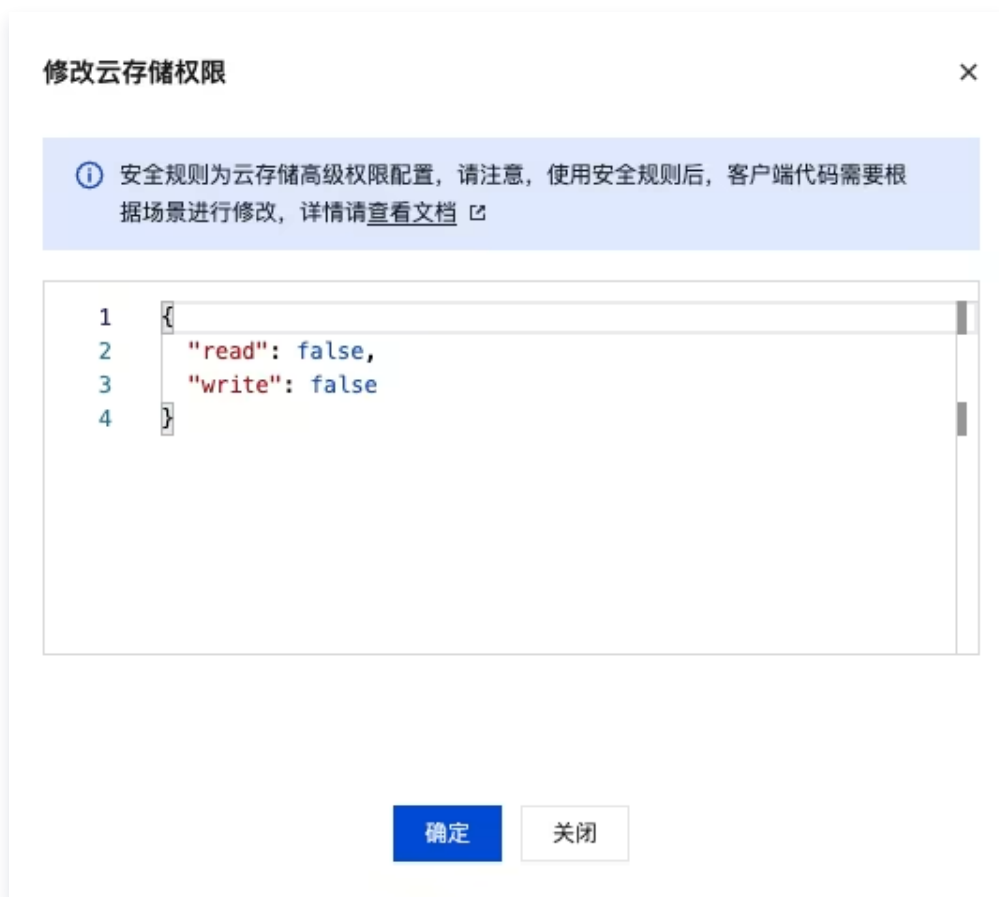 修改云存储权限
安全规则为云存储高级权限配置，请注意，使用安全规则后，客户端代码需要根
据场景进行修改，详情请查看文档
1 {
2   "read": false,
3   "write": false
4 }
确定 关闭